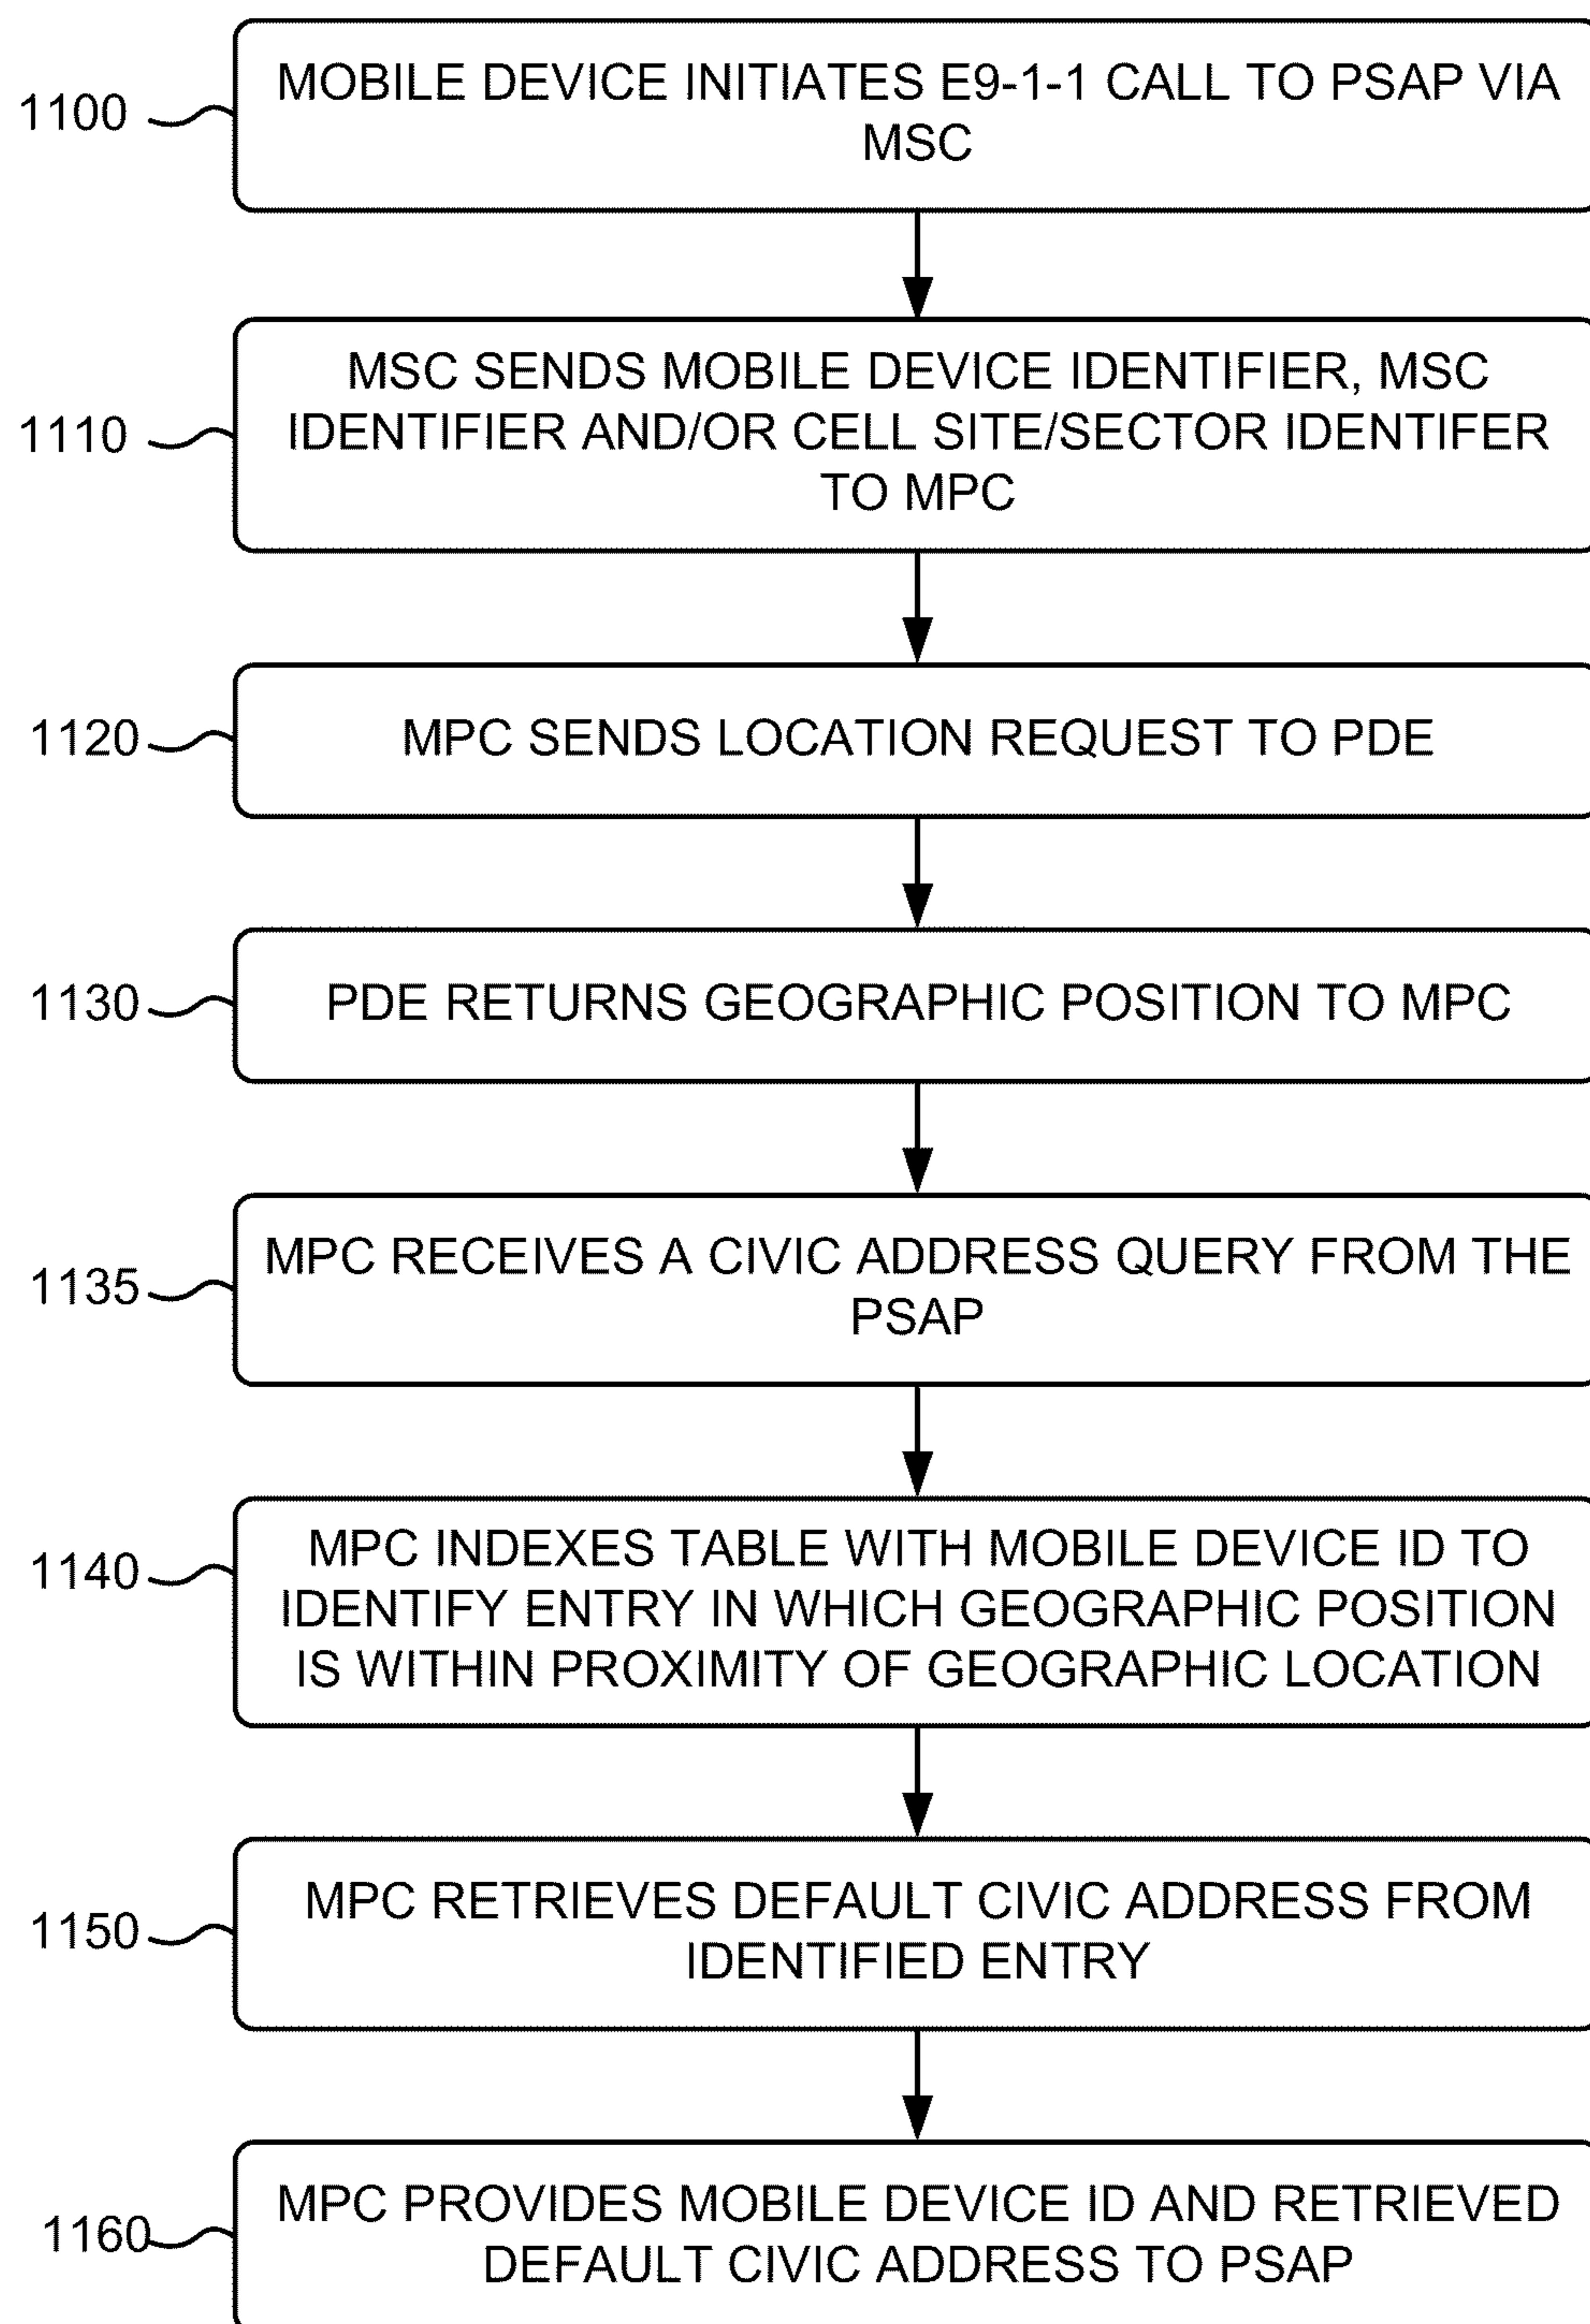 1100
MOBILE DEVICE INITIATES E9-1-1 CALL TO PSAP VIA
MSC
1110
MSC SENDS MOBILE DEVICE IDENTIFIER, MSC
IDENTIFIER AND/OR CELL SITE/SECTOR IDENTIFER
TO MPC
1120
MPC SENDS LOCATION REQUEST TO PDE
1130
PDE RETURNS GEOGRAPHIC POSITION TO MPC
1135
MPC RECEIVES A CIVIC ADDRESS QUERY FROM THE
PSAP
1140
MPC INDEXES TABLE WITH MOBILE DEVICE ID TO
IDENTIFY ENTRY IN WHICH GEOGRAPHIC POSITION
IS WITHIN PROXIMITY OF GEOGRAPHIC LOCATION
1150
MPC RETRIEVES DEFAULT CIVIC ADDRESS FROM
IDENTIFIED ENTRY
1160
MPC PROVIDES MOBILE DEVICE ID AND RETRIEVED
DEFAULT CIVIC ADDRESS TO PSAP